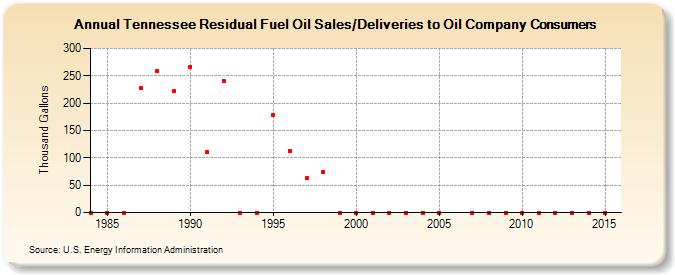 Annual Tennessee Residual Fuel Oil Sales/Deliveries to Oil Company Consumers
Thousand Gallons
300
250
200
150
100
50
0
1985 1990 1995 2000 2005 2010 2015
Source: U.S. Energy Information Administration